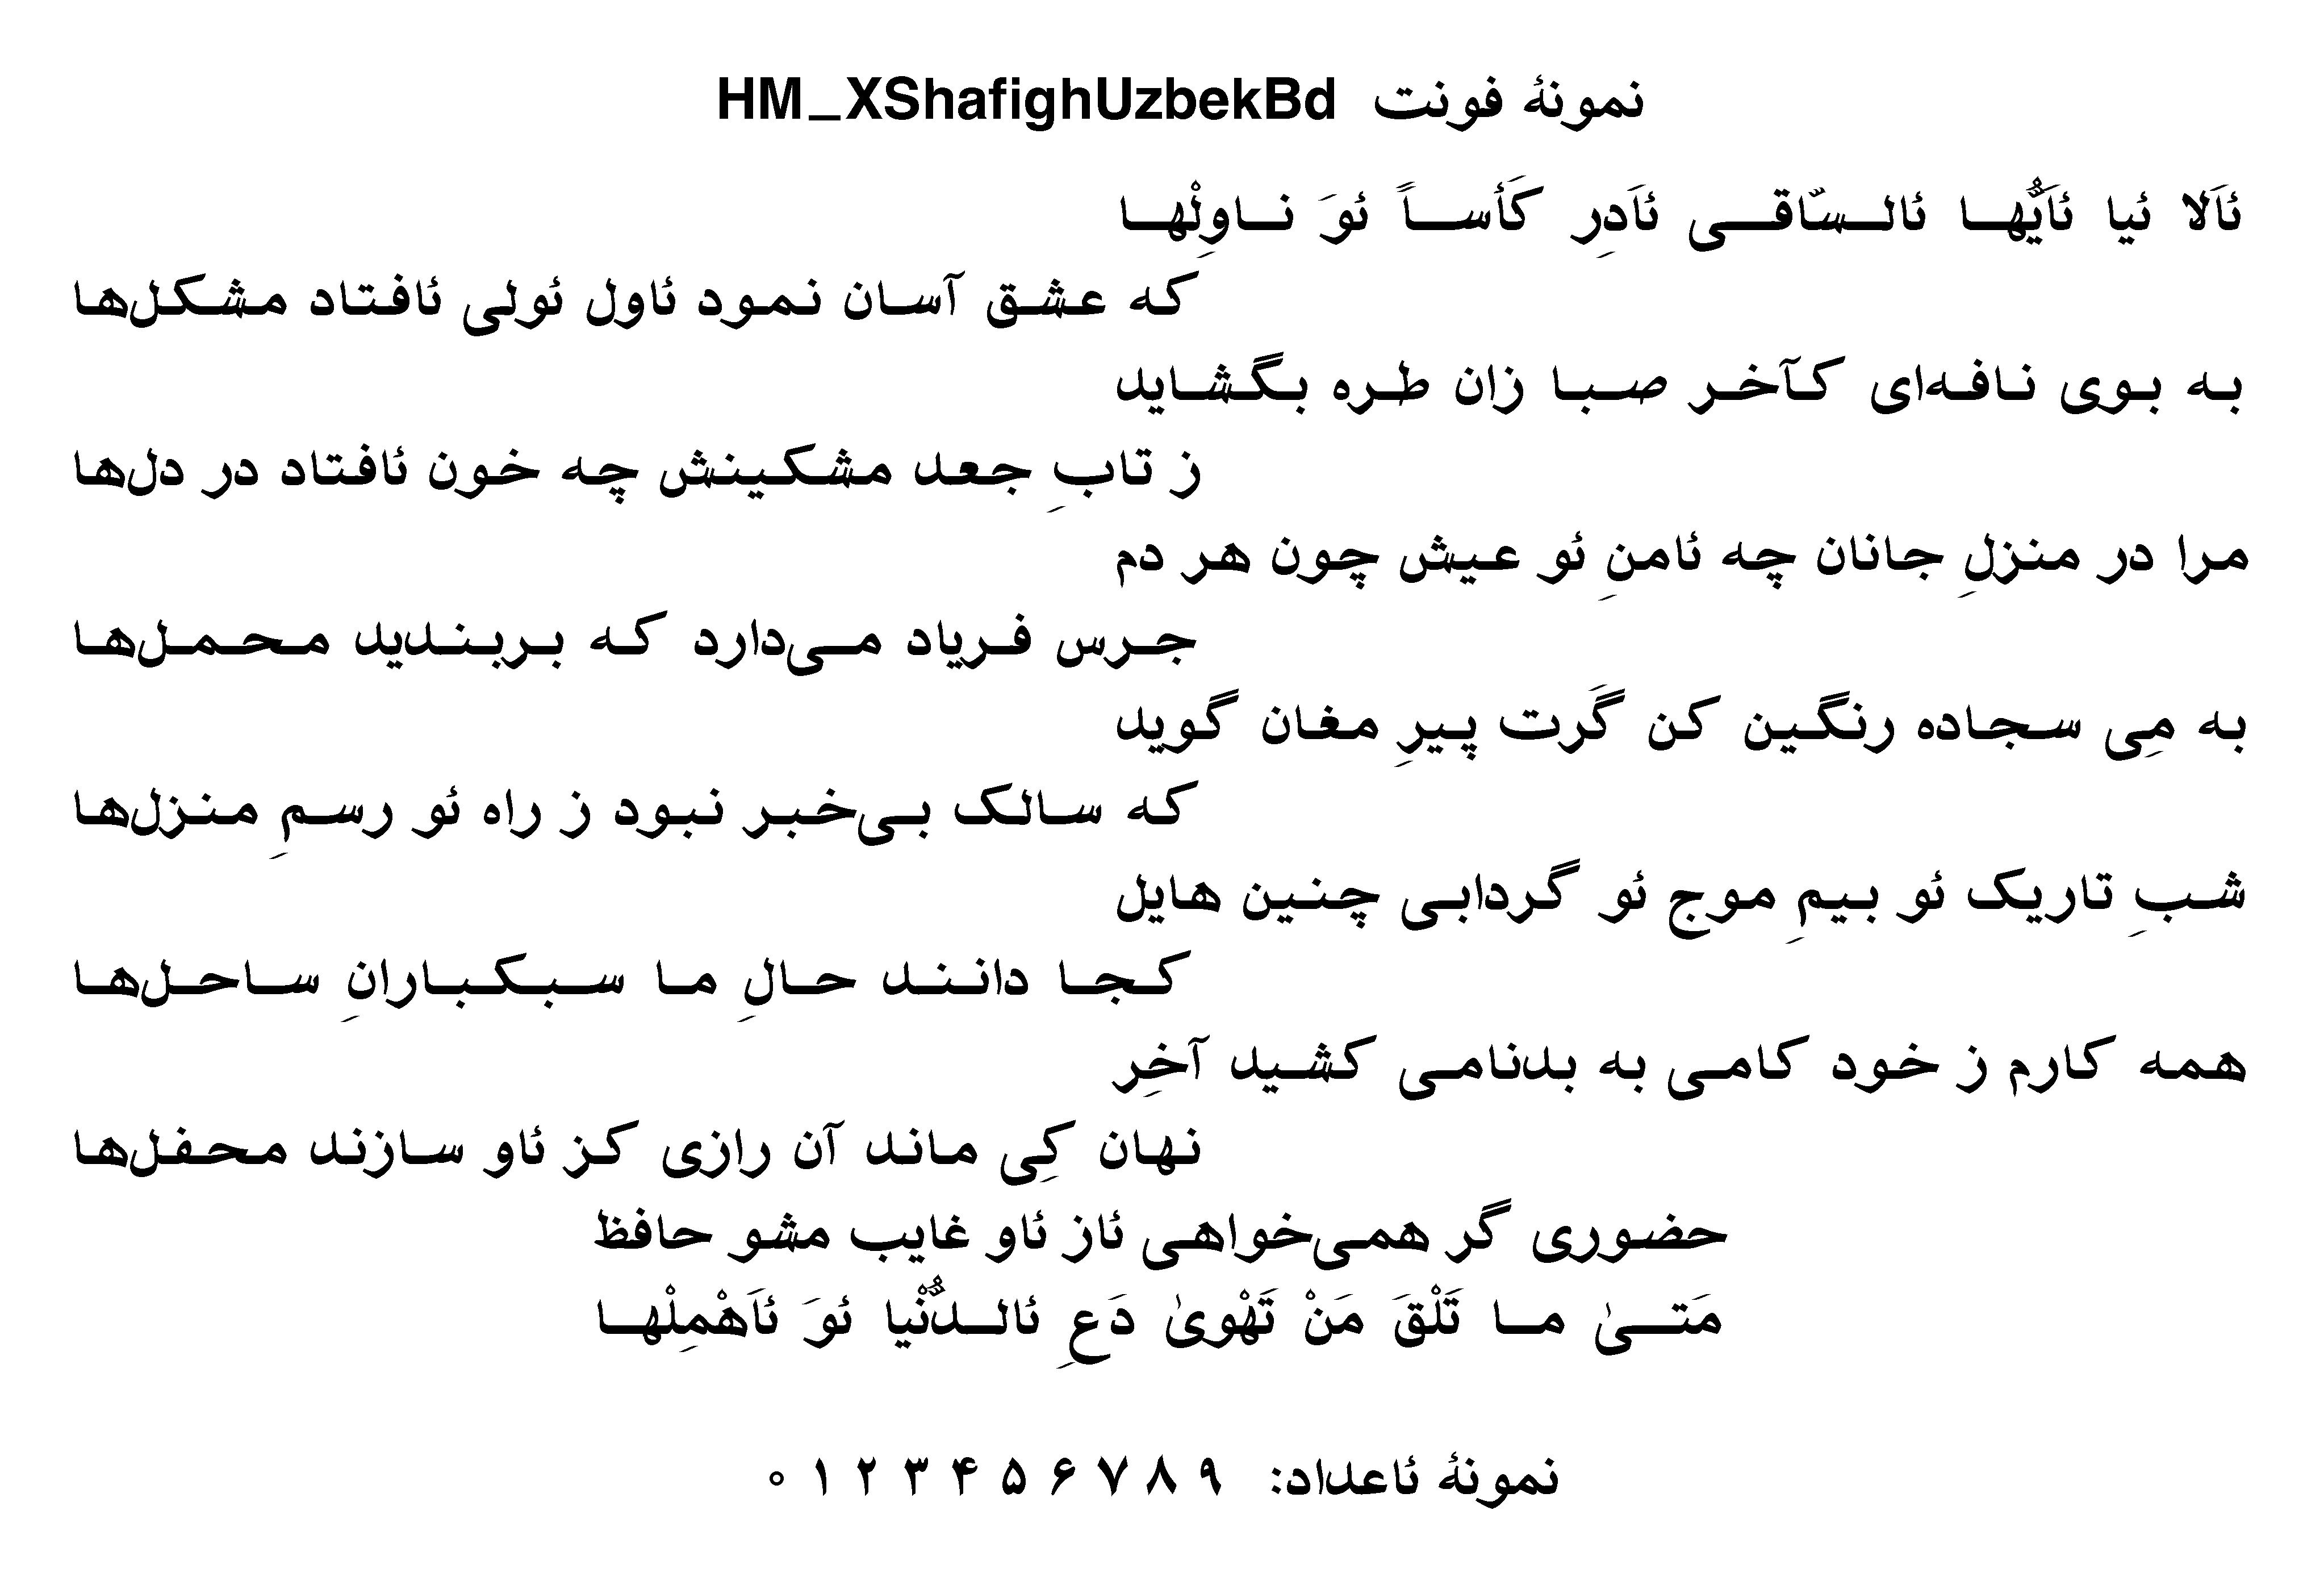 نمونۀ فونت HM_XShafighUzbekBd
ئاَلا ئیا ئاَیُّها ئالسّاقی ئاَدِرِ کَأساً ئوَ ناوِلْها
که عشق آسان نمود ئاول ئولی ئافتاد مشکل‌ها
به بوی نافه‌ای کآخر صبا زان طره بگشاید
ز تابِ جعد مشکینش چه خون ئافتاد در دل‌ها
مرا در منزلِ جانان چه ئامنِ ئو عیش چون هر دم
جرس فریاد می‌دارد که بربندید محمل‌ها
به مِی سجاده رنگین کن گَرت پیرِ مغان گوید
که سالک بی‌خبر نبود ز راه ئو رسمِ منزل‌ها
شبِ تاریک ئو بیمِ موج ئو گردابی چنین هایل
کجا دانند حالِ ما سبکبارانِ ساحل‌ها
همه کارم ز خود کامی به بدنامی کشید آخِر
نهان کِی ماند آن رازی کز ئاو سازند محفل‌ها
حضوری گر همی‌خواهی ئاز ئاو غایب مشو حافظ
مَتیٰ ما تَلْقَ مَنْ تَهْویٰ دَعِ ئالدُّنْیا ئوَ ئاَهْمِلْها
نمونۀ ئاعداد: ۰ ۱ ۲ ۳ ۴ ۵ ۶ ۷ ۸ ۹